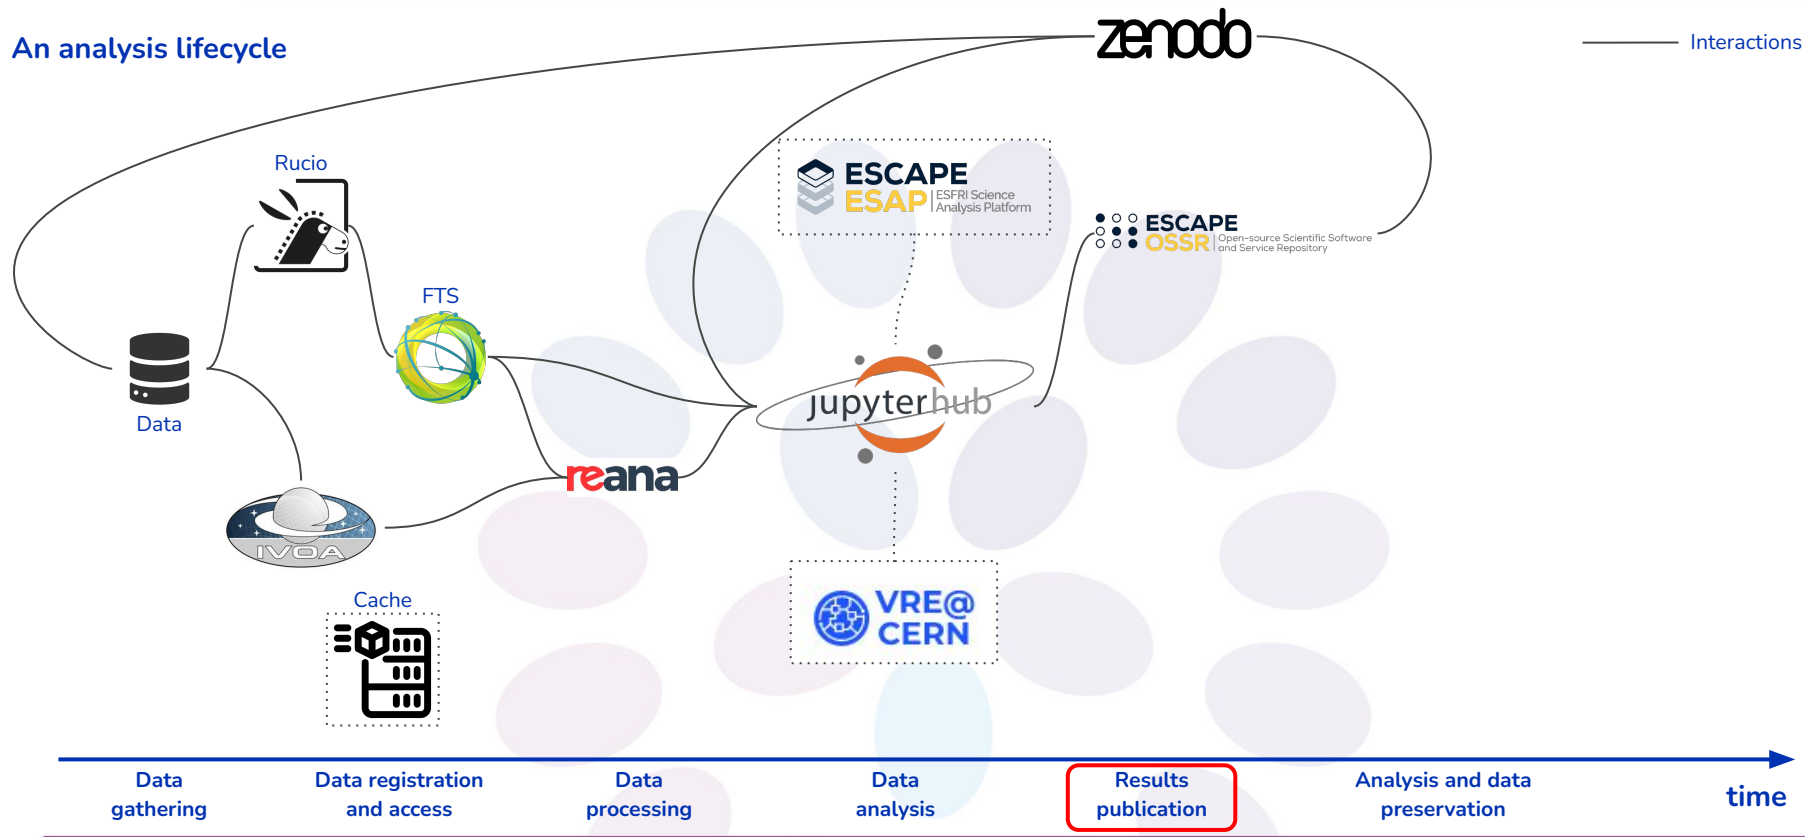 An analysis lifecycle
zenodo
Interactions
Rucio
ESCAPE
ESAP
ESFRI Science
Analysis Platform
ESCAPE
OSSR
Open-source Scientific Software
and Service Repository
FTS
Data
jupyterhub
reana
IVOA
Cache
VRE@
CERN
Data
gathering
Data registration
and access
Data
processing
Data
analysis
Results
publication
Analysis and data
preservation
time